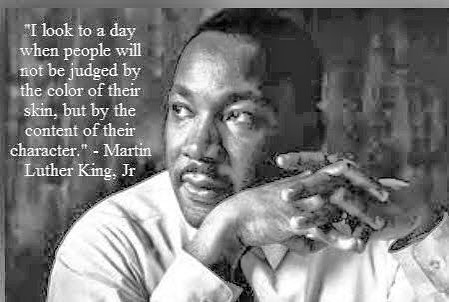 "I look to a day
when people will
not be judged by
the color of their
skin, but by the
content of their
character." - Martin
Luther King, Jr